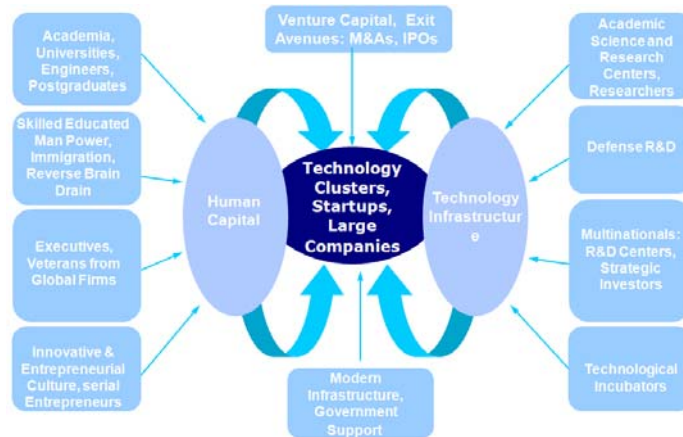 Academia,
Universities,
Engineers,
Postgraduates
Venture Capital, Exit
Avenues: M&As, IPOs
Academic
Science and
Research
Centers,
Researchers
Skilled Educated
Man Power,
Immigration,
Reverse Brain
Drain
Defense R&D
Human
Capital
Technology
Clusters,
Startups,
Large
Companies
Technology
Infrastructur
e
Executives,
Veterans from
Global Firms
Multinationals:
R&D Centers,
Strategic
Investors
Innovative &
Entrepreneurial
Culture, serial
Entrepreneurs
Modern
Infrastructure,
Government
Support
Technological
Incubators